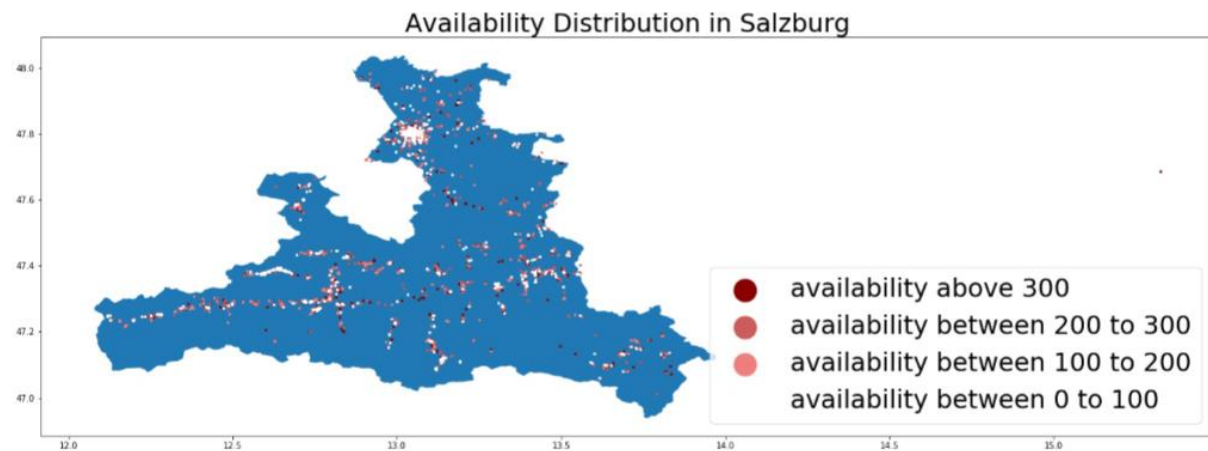 Availability Distribution in Salzburg
48.0
47.8
47.6
47.4
47.2
47.0
availability above 300
availability between 200 to 300
availability between 100 to 200
availability between 0 to 100
12.0 12.5 13.0 13.5 14.0 14.5 15.0